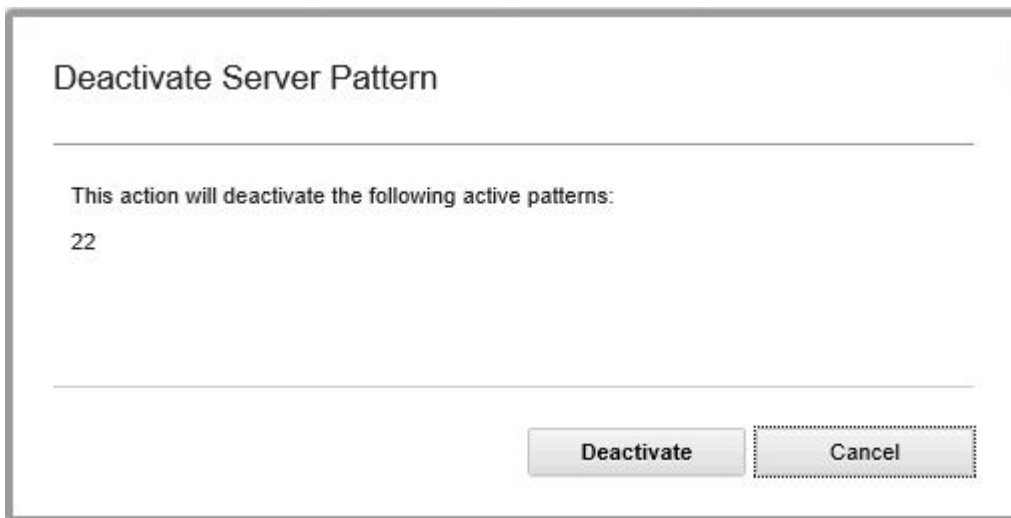 Deactivate Server Pattern
This action will deactivate the following active patterns:
22
Deactivate
Cancel